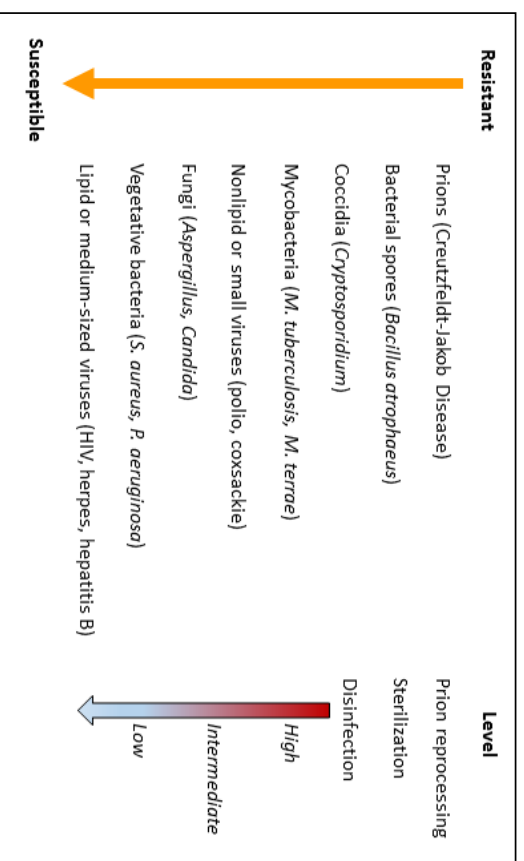 Resistant
Level
Prions (Creutzfeldt-Jakob Disease)
Prion reprocessing
Bacterial spores (Bacillus atrophaeus)
Sterilization
Coccidia (Cryptosporidium)
Disinfection
Mycobacteria (M. tuberculosis, M. terrae)
High
Nonlipid or small viruses (polio, coxsackie)
Intermediate
Fungi (Aspergillus, Candida)
Vegetative bacteria (S. aureus, P. aeruginosa)
Low
Lipid or medium-sized viruses (HIV, herpes, hepatitis B)
Susceptible